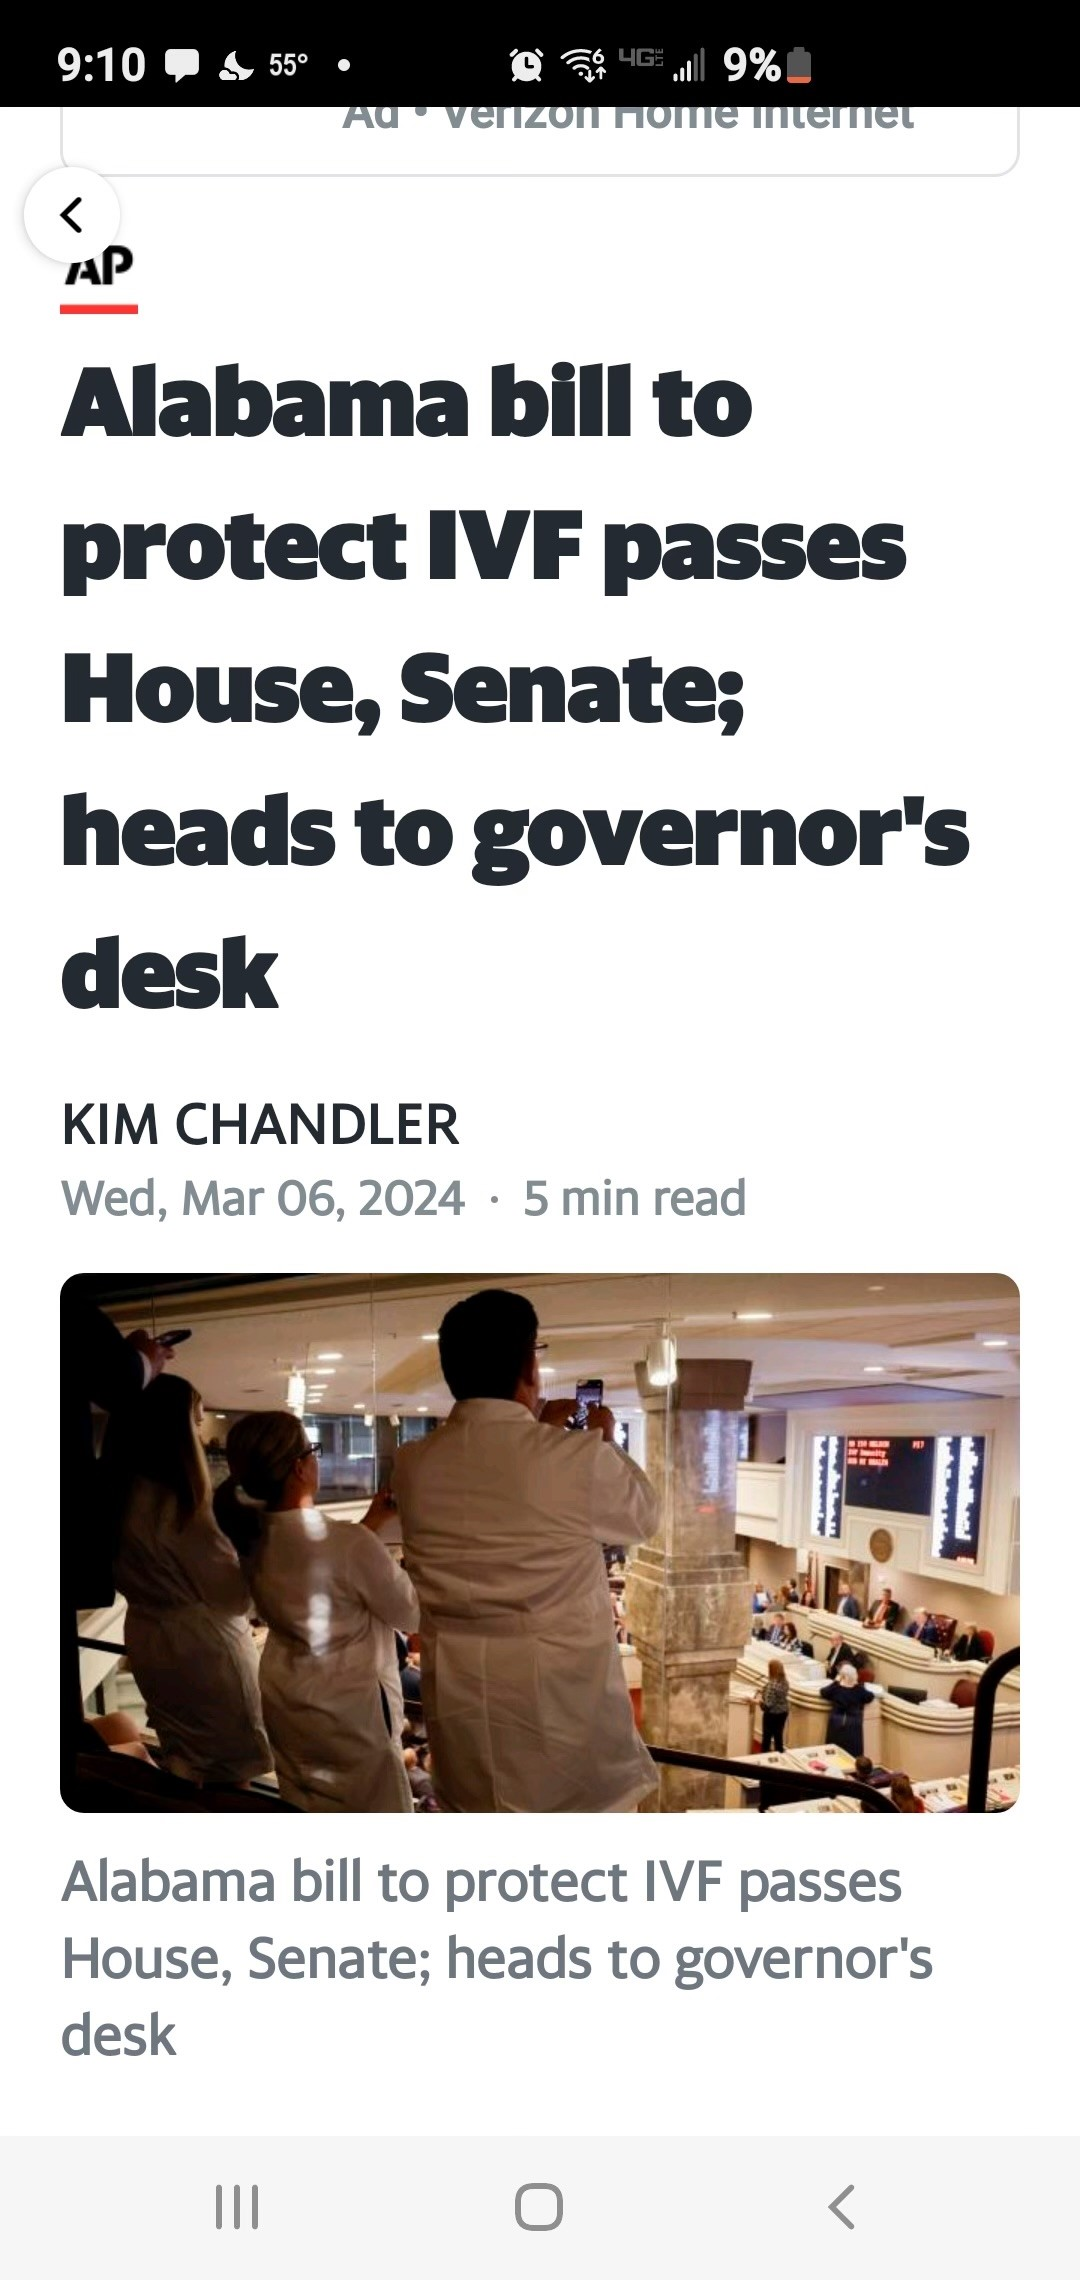 9:10 55° 4G LTE 9%
Ad • Verizon Home Internet
AP
Alabama bill to
protect IVF passes
House, Senate;
heads to governor's
desk
KIM CHANDLER
Wed, Mar 06, 2024 · 5 min read
Alabama bill to protect IVF passes
House, Senate; heads to governor's
desk